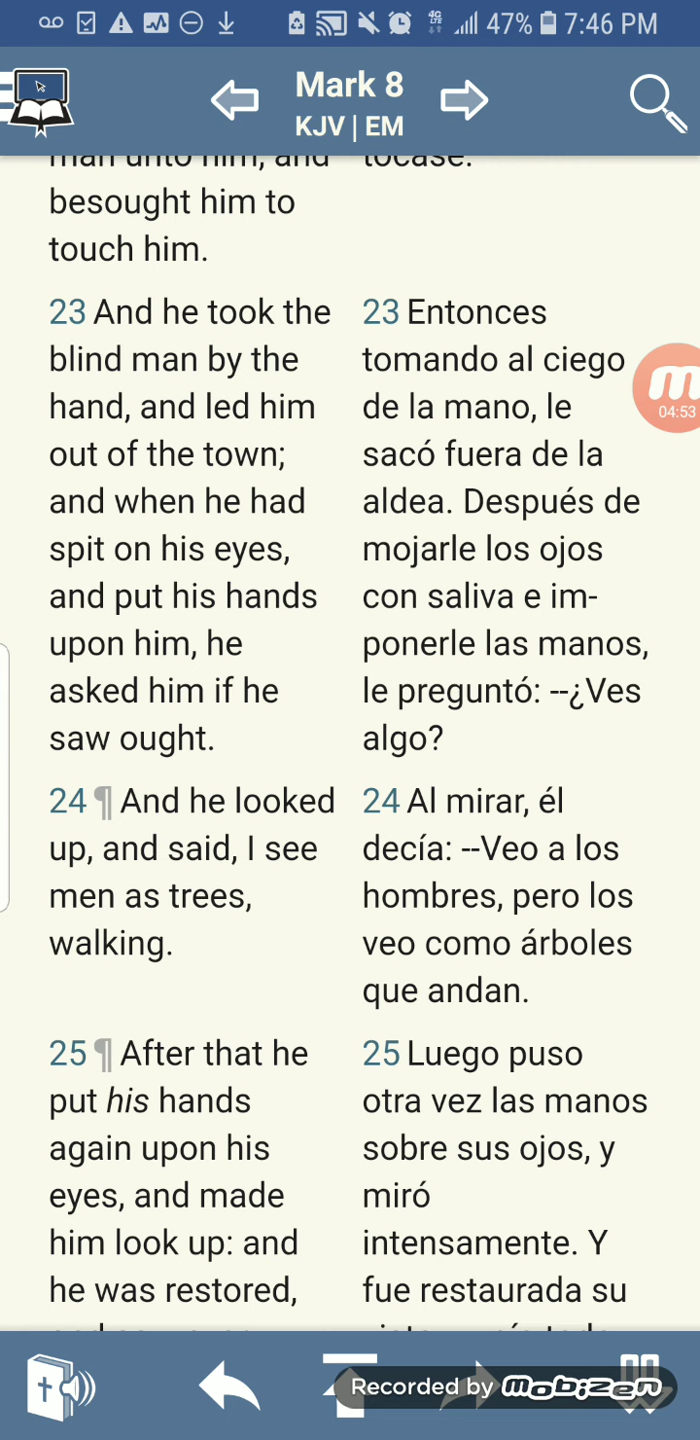 47% 7:46 PM
Mark 8
KJV | EM
man unto him, and
besought him to
touch him.
23 And he took the
blind man by the
hand, and led him
out of the town;
and when he had
spit on his eyes,
and put his hands
upon him, he
asked him if he
saw ought.
24 ¶ And he looked
up, and said, I see
men as trees,
walking.
25 ¶ After that he
put his hands
again upon his
eyes, and made
him look up: and
he was restored,
tocase.
23 Entonces
tomando al ciego
de la mano, le
sacó fuera de la
aldea. Después de
mojarle los ojos
con saliva e im-
ponerle las manos,
le preguntó: --¿Ves
algo?
24 Al mirar, él
decía: --Veo a los
hombres, pero los
veo como árboles
que andan.
25 Luego puso
otra vez las manos
sobre sus ojos, y
miró
intensamente. Y
fue restaurada su
m
04:53
Recorded by mobizen